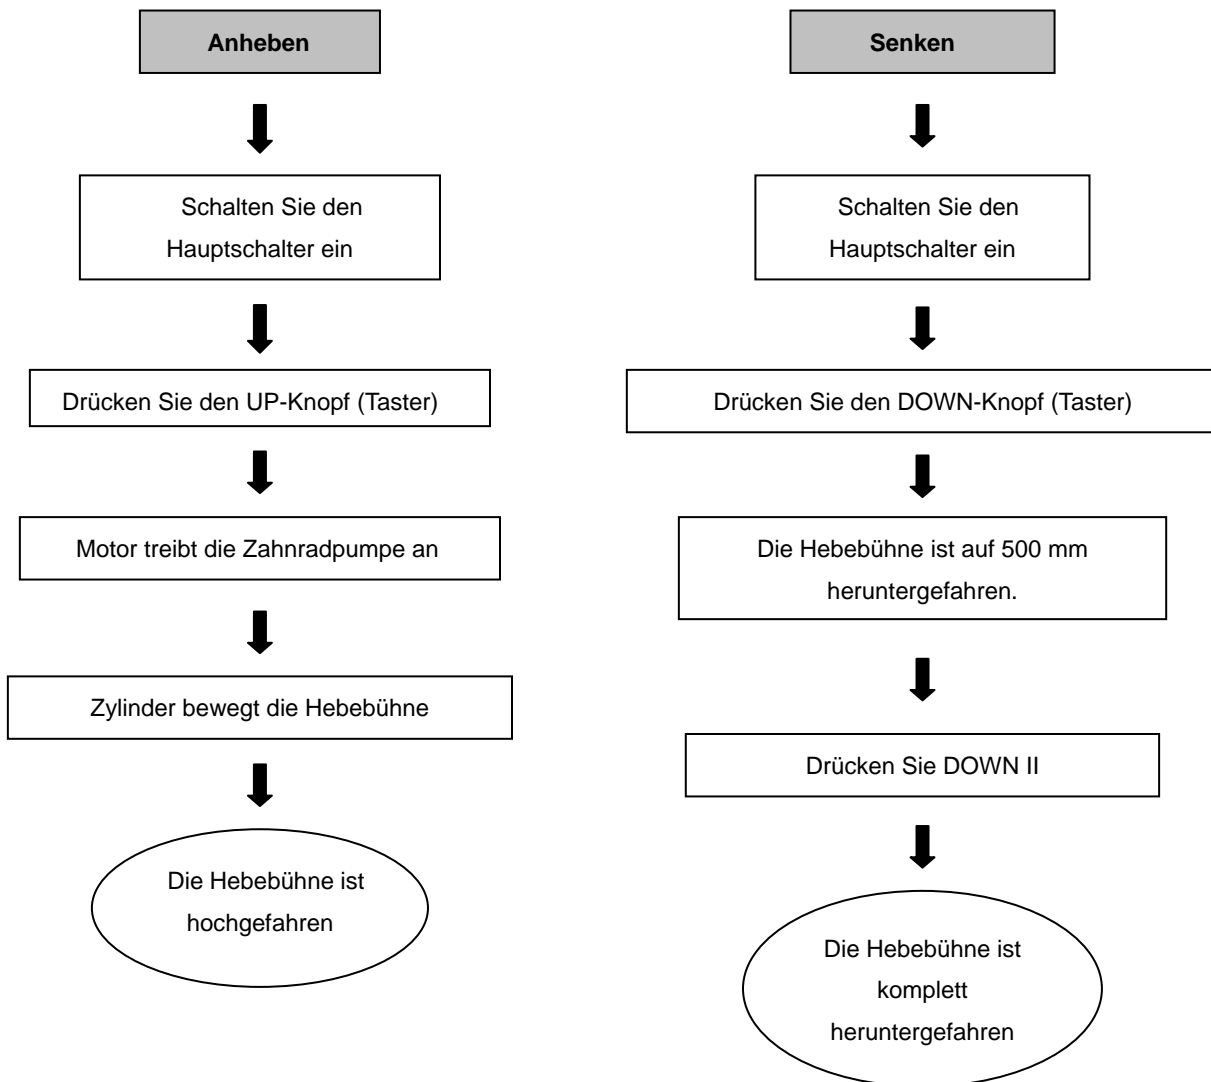 Anheben
Schalten Sie den
Hauptschalter ein
Drücken Sie den UP-Knopf (Taster)
Motor treibt die Zahnradpumpe an
Zylinder bewegt die Hebebühne
Die Hebebühne ist
hochgefahren
Senken
Schalten Sie den
Hauptschalter ein
Drücken Sie den DOWN-Knopf (Taster)
Die Hebebühne ist auf 500 mm
heruntergefahren.
Drücken Sie DOWN II
Die Hebebühne ist
komplett
heruntergefahren